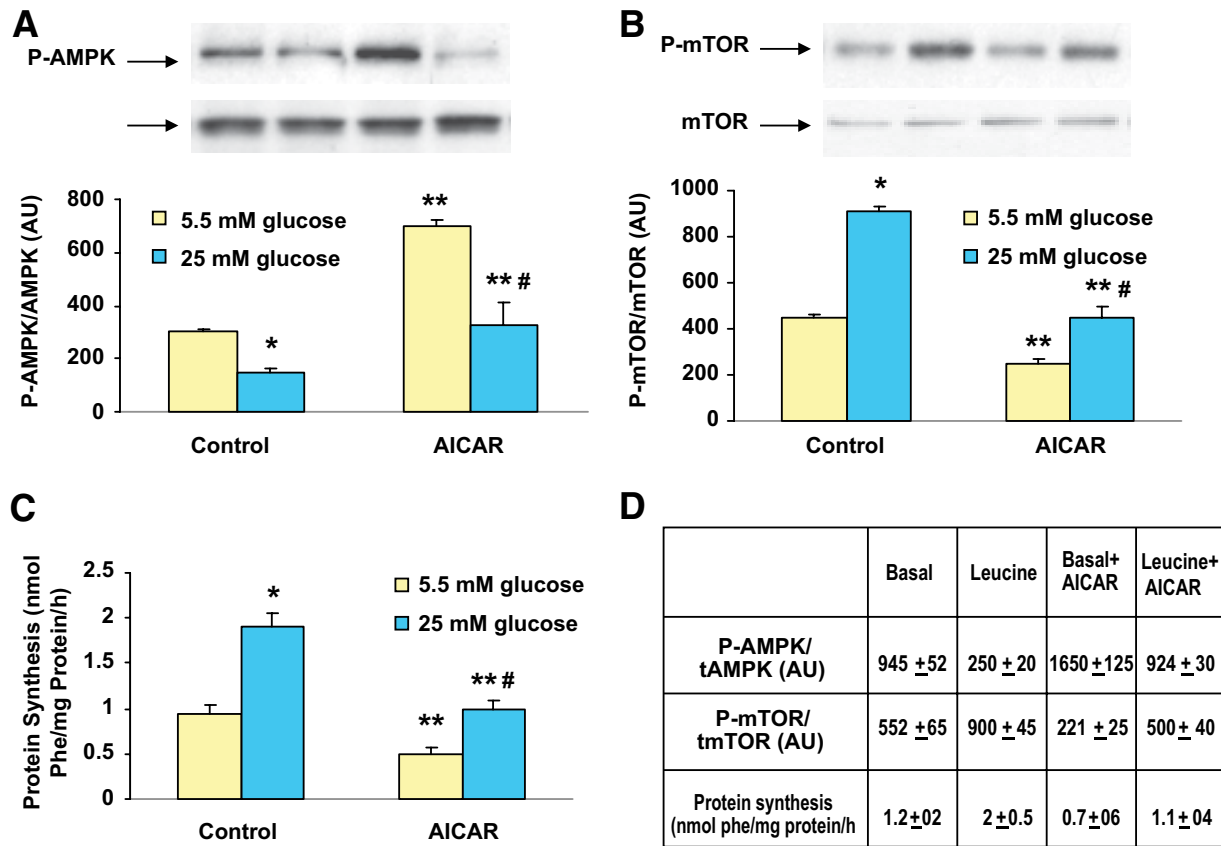 A
P-AMPK
P-AMPK/AMPK (AU)
800
600
400
200
0
5.5 mM glucose
25 mM glucose
*
**
** #
Control
AICAR
B
P-mTOR
mTOR
P-mTOR/mTOR (AU)
1000
800
600
400
200
0
*
5.5 mM glucose
25 mM glucose
**
** #
Control
AICAR
C
Protein Synthesis (nmol
Phe/mg Protein/h)
2.5
2
1.5
1
0.5
0
*
5.5 mM glucose
25 mM glucose
**
** #
Control
AICAR
D
Basal Leucine Basal+ Leucine+
AICAR AICAR
P-AMPK/
tAMPK (AU) 945 ±52 250 ± 20 1650 ±125 924 ± 30
P-mTOR/
tmTOR (AU) 552 ±65 900 ± 45 221 ± 25 500± 40
Protein synthesis
(nmol phe/mg protein/h 1.2±02 2±0.5 0.7±06 1.1±04